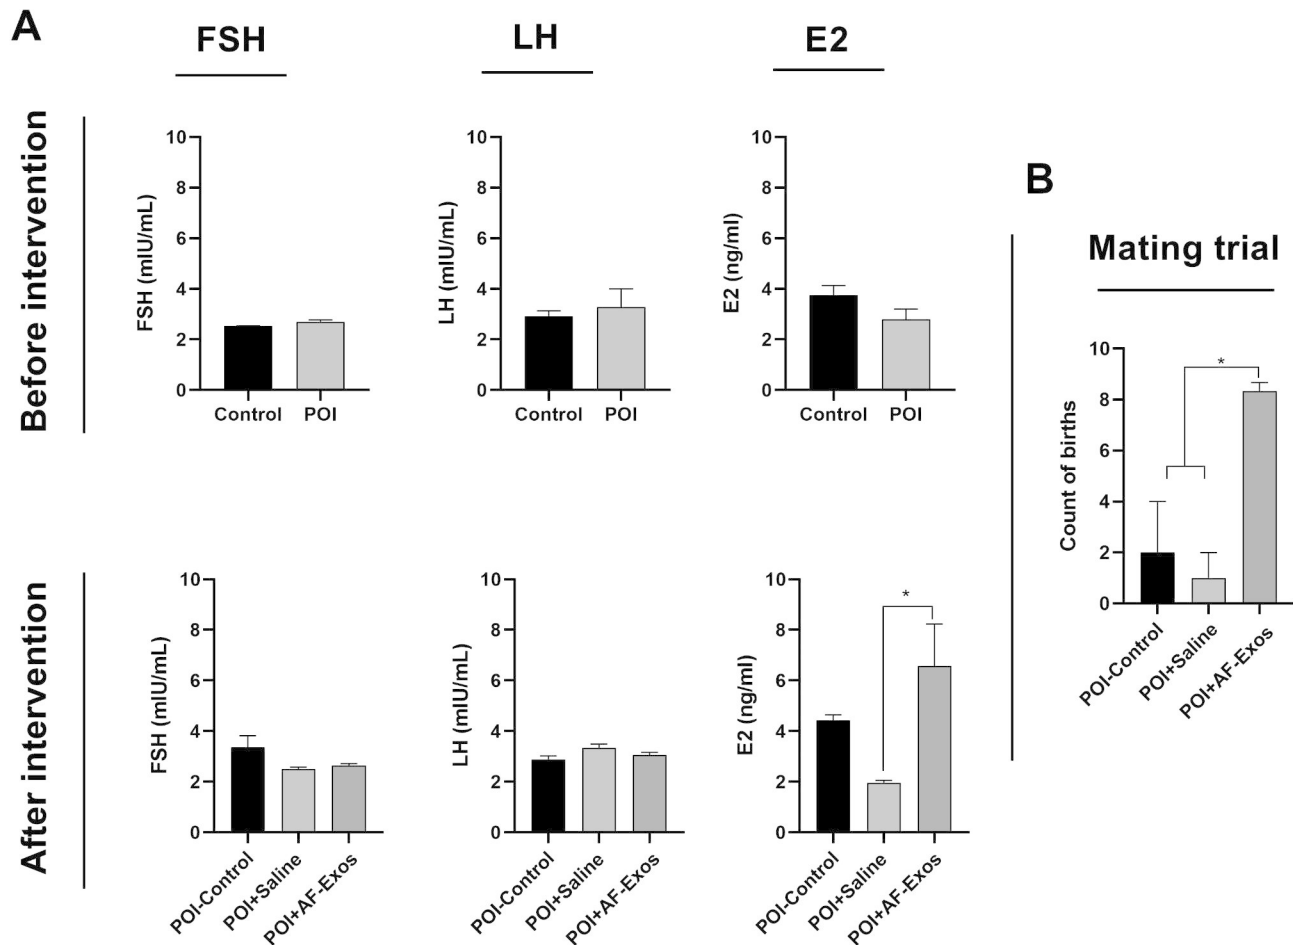 A
FSH
LH
E2
Before intervention
FSH (mIU/mL)
10
8
6
4
2
0
Control
POI
LH (mIU/mL)
10
8
6
4
2
0
Control
POI
E2 (ng/ml)
10
8
6
4
2
0
Control
POI
After intervention
FSH (mIU/mL)
10
8
6
4
2
0
POI-Control
POI+Saline
POI+AF-Exos
LH (mIU/mL)
10
8
6
4
2
0
POI-Control
POI+Saline
POI+AF-Exos
E2 (ng/ml)
10
8
6
4
2
0
*
POI-Control
POI+Saline
POI+AF-Exos
B
Mating trial
Count of births
10
8
6
4
2
0
*
POI-Control
POI+Saline
POI+AF-Exos